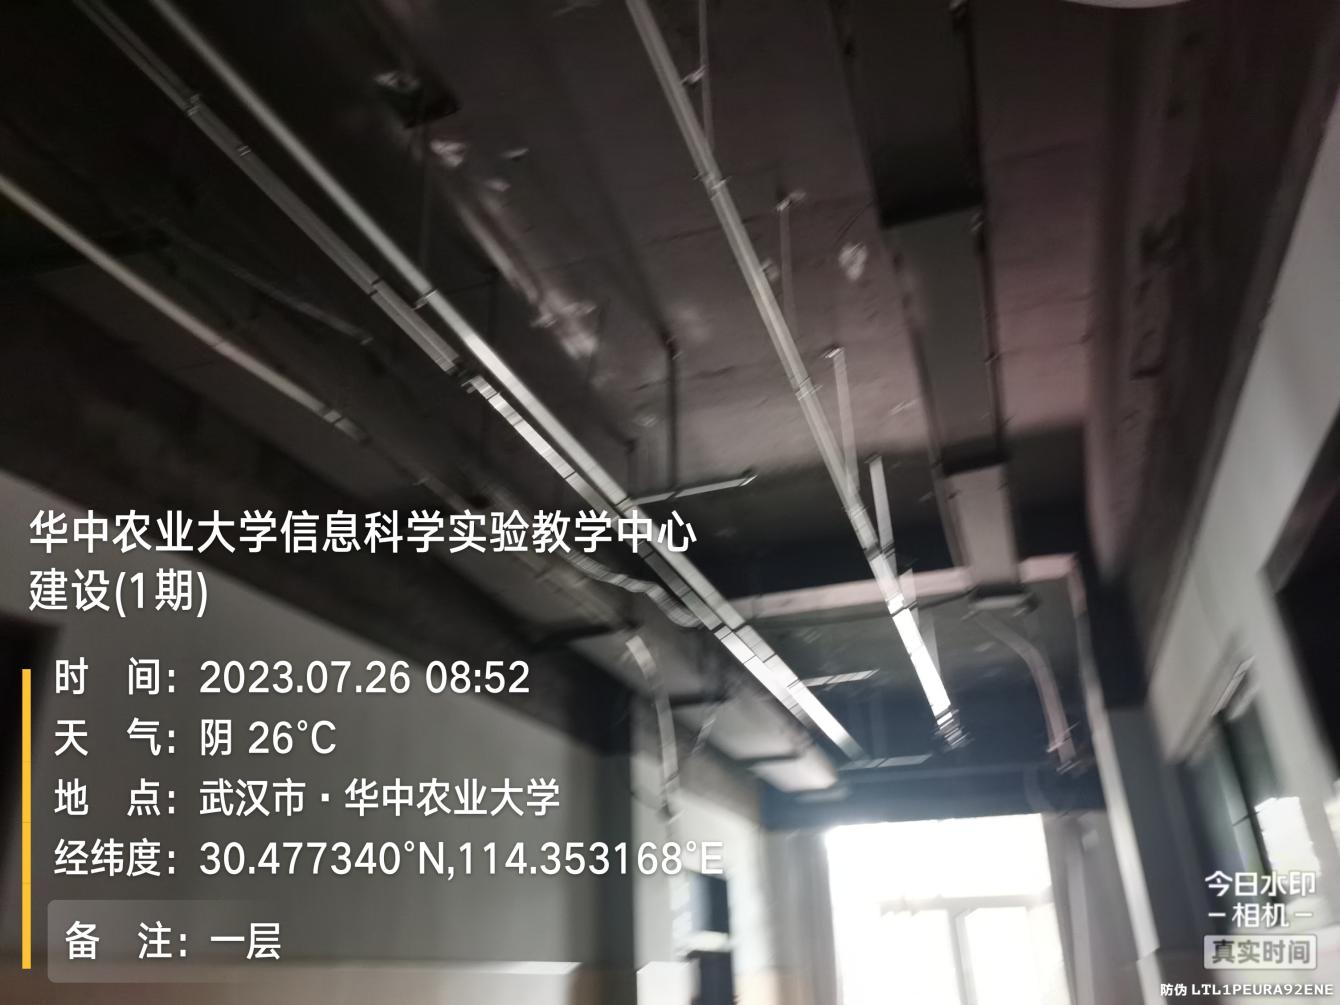 华中农业大学信息科学实验教学中心
建设(1期)
时 间：2023.07.26 08:52
天 气：阴 26°C
地 点：武汉市·华中农业大学
经纬度：30.477340°N,114.353168°E
备 注：一层
今日水印
-相机-
真实时间
防伪 LTL1PEURA92ENE